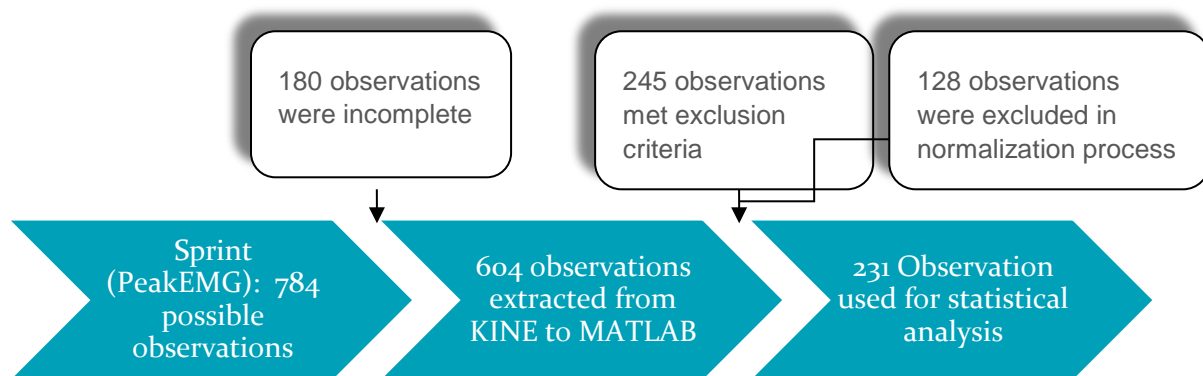 180 observations
were incomplete
245 observations
met exclusion
criteria
128 observations
were excluded in
normalization process
Sprint
(PeakEMG): 784
possible
observations
604 observations
extracted from
KINE to MATLAB
231 Observation
used for statistical
analysis